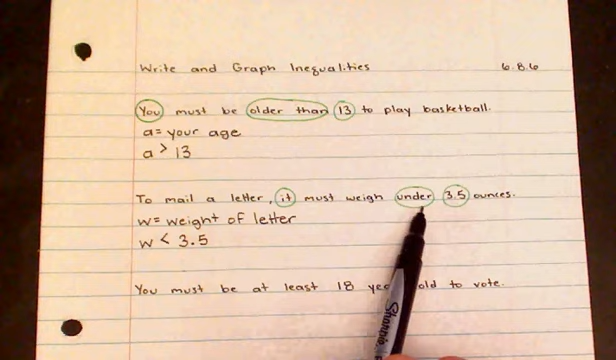 Write and Graph Inequalities 6.8.6
You must be older than 13 to play basketball.
a = your age
a > 13
To mail a letter, it must weigh under 3.5 ounces.
w = weight of letter
w < 3.5
You must be at least 18 old to vote.
Sharpie